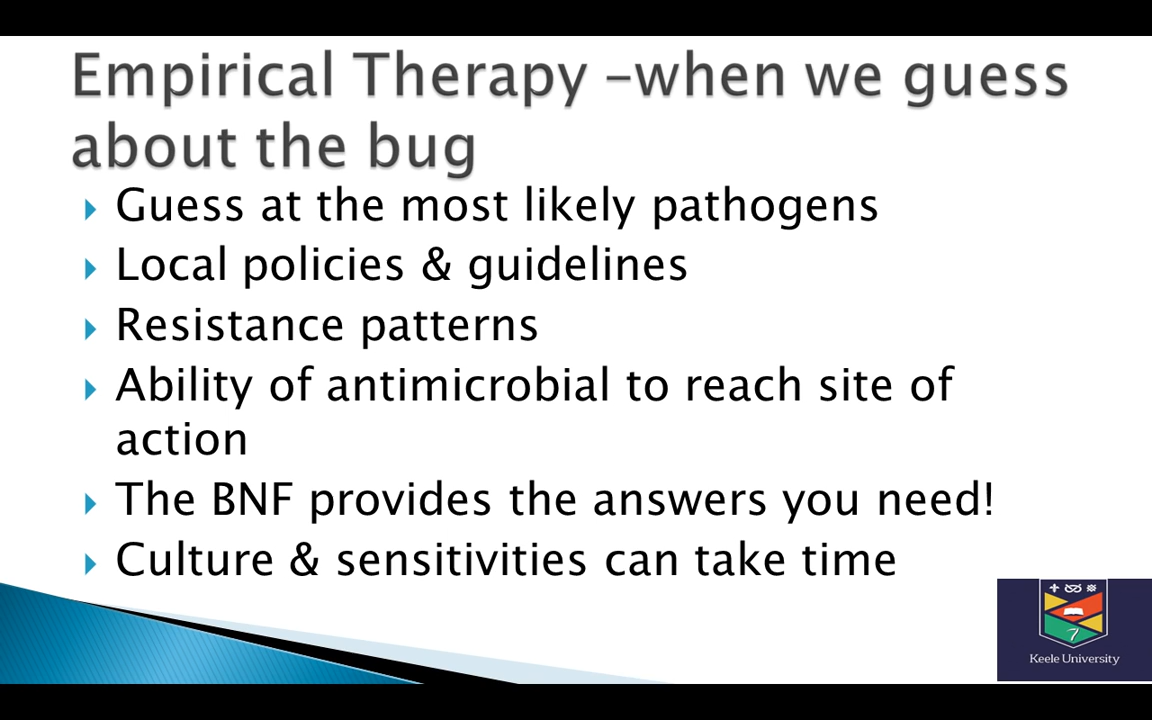 Empirical Therapy –when we guess
about the bug
Guess at the most likely pathogens
Local policies & guidelines
Resistance patterns
Ability of antimicrobial to reach site of
action
The BNF provides the answers you need!
Culture & sensitivities can take time
Keele University